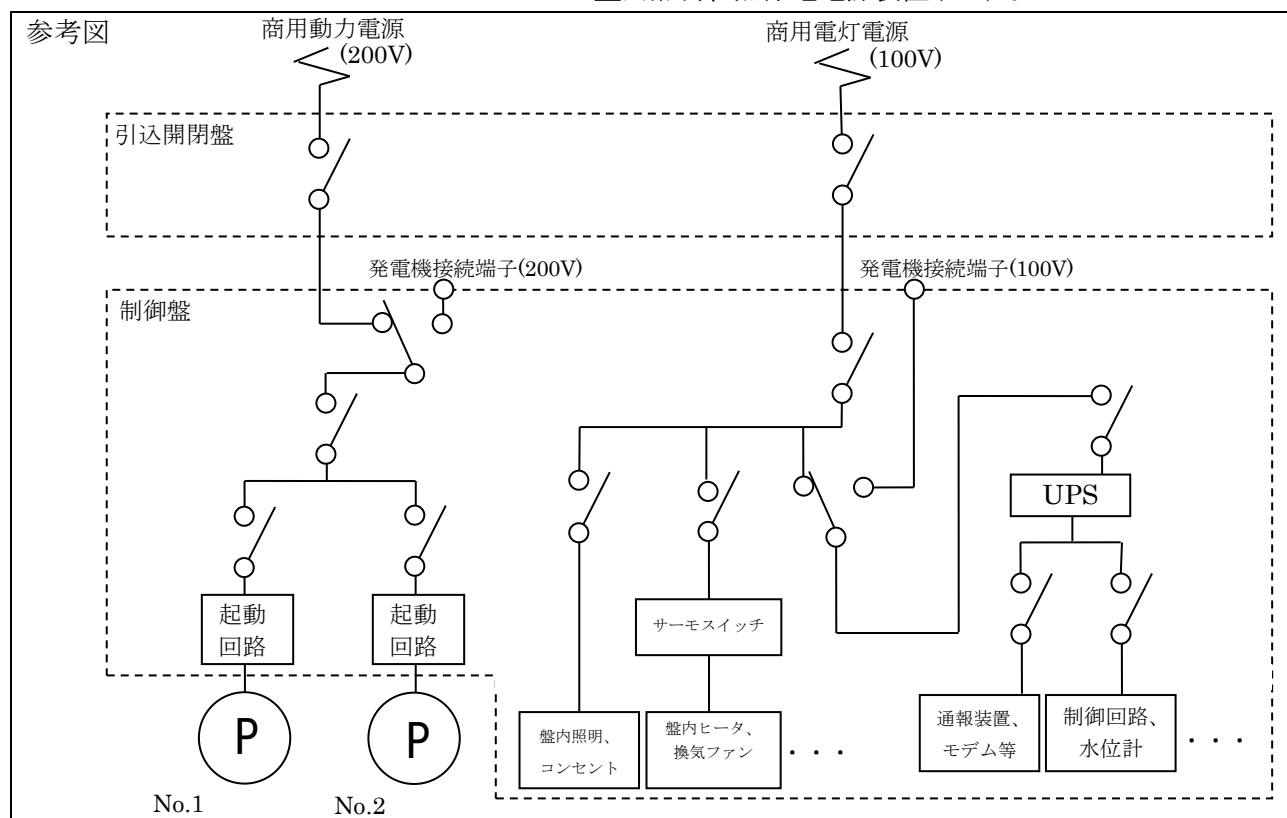 参考図
商用動力電源
(200V)
商用電灯電源
(100V)
引込開閉盤
発電機接続端子(200V)
発電機接続端子(100V)
制御盤
UPS
起動
回路
起動
回路
サーモスイッチ
P
P
盤内照明、
コンセント
盤内ヒータ、
換気ファン
・・・
通報装置、
モデム等
制御回路、
水位計
・・・
No.1
No.2